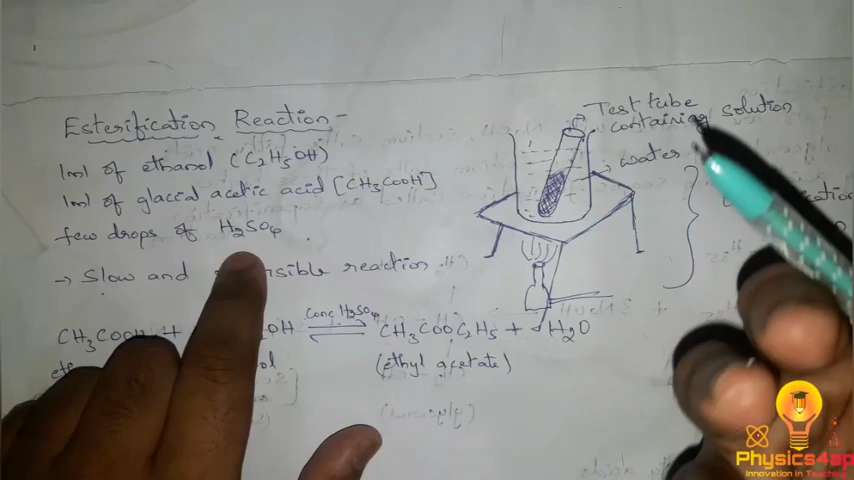 Esterification Reaction -
1ml of ethanol (C2H5OH)
1ml of glacial acetic acid [CH3COOH]
few drops of H2SO4
→ Slow and sible reaction
CH3COOH + OH conc. H2SO4 ⇌ CH3COOC2H5 + H2O
(ethyl acetate)
Test tube
containing solution
water
Physics4ap
Innovation in Teaching